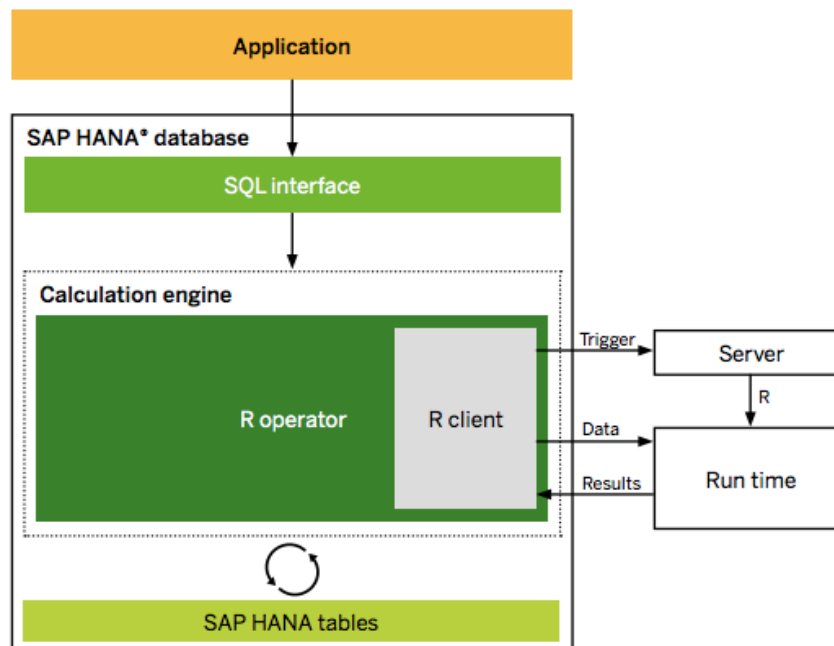 Application
SAP HANA® database
SQL interface
Calculation engine
R operator
R client
Trigger
Server
R
Data
Run time
Results
SAP HANA tables